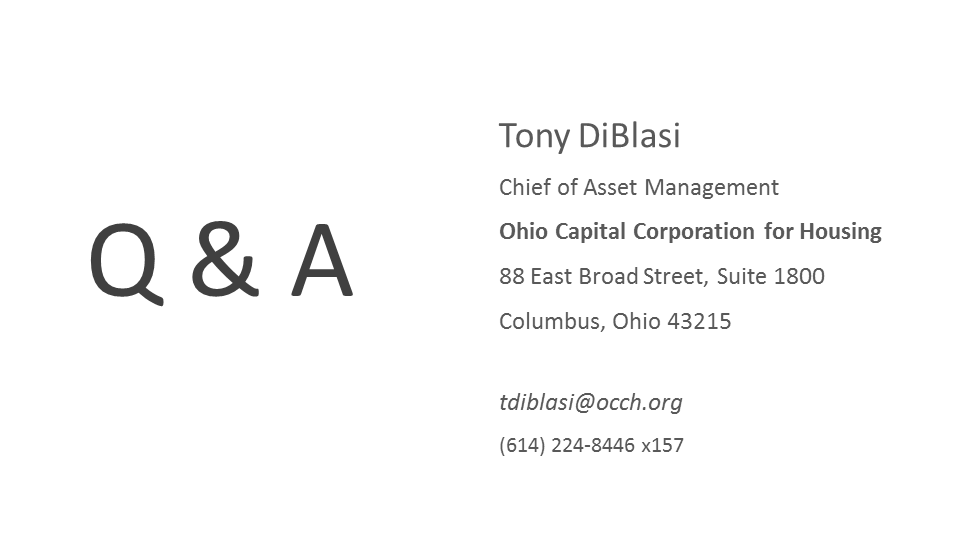 Q & A
Tony DiBlasi
Chief of Asset Management
Ohio Capital Corporation for Housing
88 East Broad Street, Suite 1800
Columbus, Ohio 43215
tdiblasi@occh.org
(614) 224-8446 x157